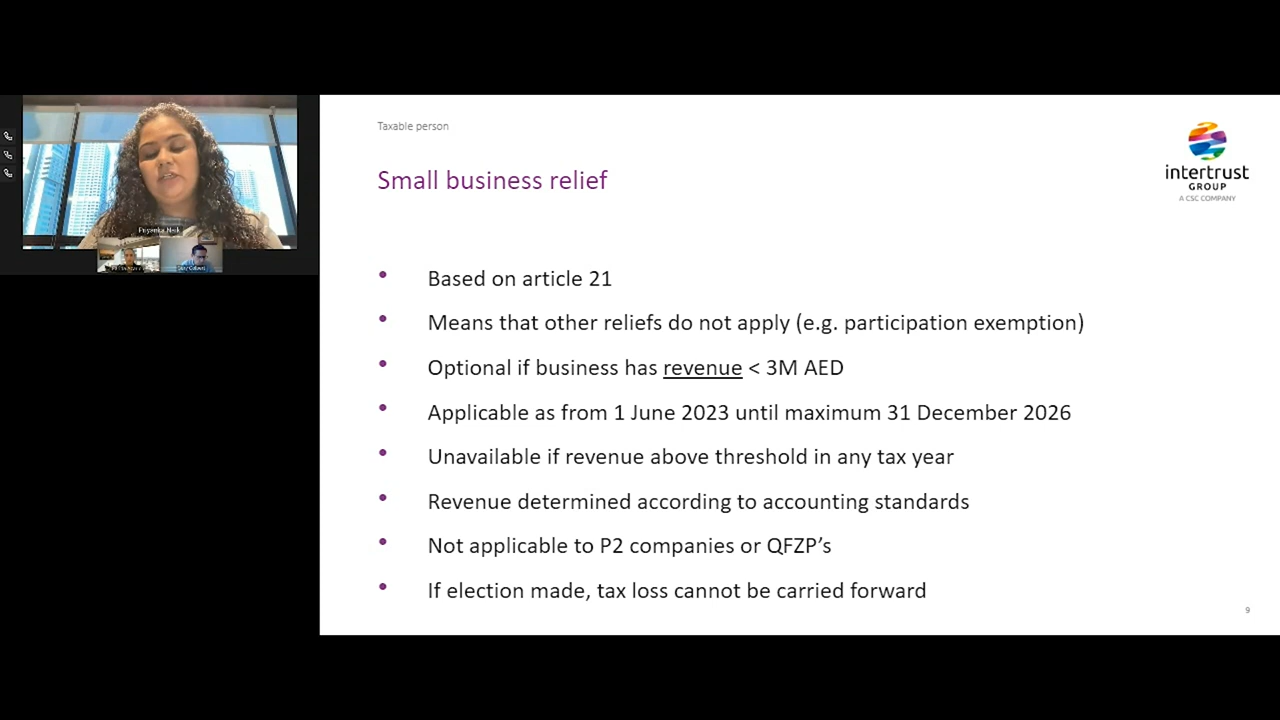 Priyanka Naik
Taxable person
Small business relief
intertrust
GROUP
A CSC COMPANY
• Based on article 21
• Means that other reliefs do not apply (e.g. participation exemption)
• Optional if business has revenue < 3M AED
• Applicable as from 1 June 2023 until maximum 31 December 2026
• Unavailable if revenue above threshold in any tax year
• Revenue determined according to accounting standards
• Not applicable to P2 companies or QFZP’s
• If election made, tax loss cannot be carried forward
9